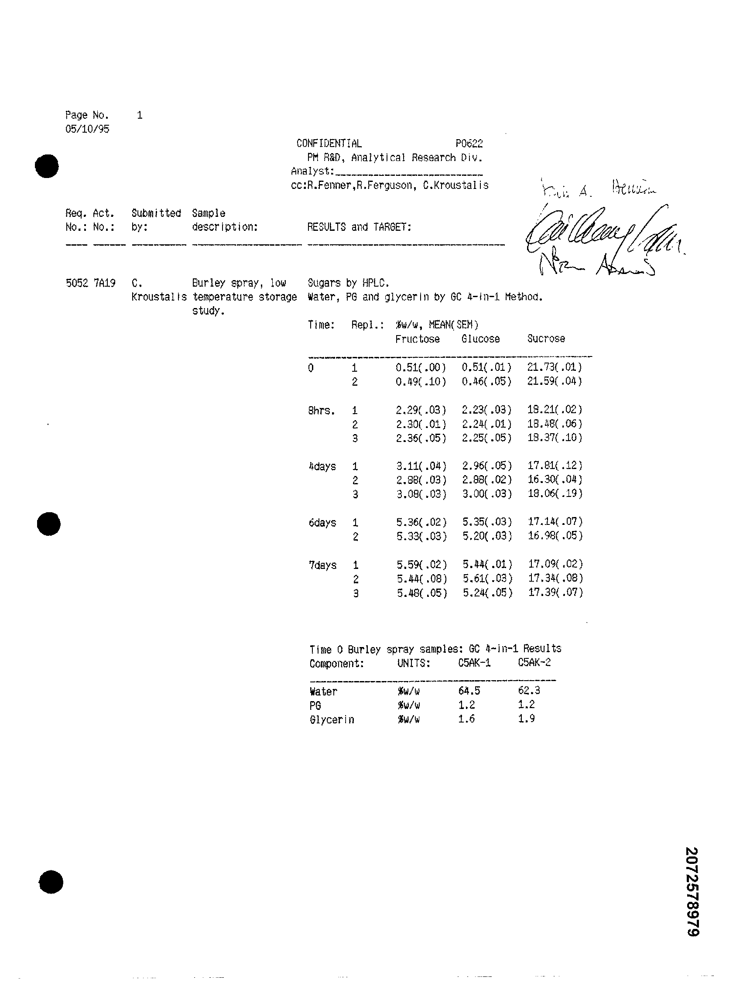 Page No. 1
05/10/95
CONFIDENTIAL P0622
PM R&D, Analytical Research Div.
Analyst:
cc:R.Fenner,R.Ferguson, C.Kroustalis
Req. Act. Submitted Sample
No.: No.: by: description: RESULTS and TARGET:
5052 7A19 C. Burley spray, low Sugars by HPLC.
Kroustalis temperature storage Water, PG and glycerin by GC 4-in-1 Method.
study.
Time: Repl.: %w/w, MEAN(SEM)
Fructose Glucose Sucrose
0 1 0.51(.00) 0.51(.01) 21.73(.01)
2 0.49(.10) 0.46(.05) 21.59(.04)
8hrs. 1 2.29(.03) 2.23(.03) 18.21(.02)
2 2.30(.01) 2.24(.01) 18.48(.06)
3 2.36(.05) 2.25(.05) 18.37(.10)
4days 1 3.11(.04) 2.96(.05) 17.81(.12)
2 2.88(.03) 2.88(.02) 16.30(.04)
3 3.08(.03) 3.00(.03) 18.06(.19)
6days 1 5.36(.02) 5.35(.03) 17.14(.07)
2 5.33(.03) 5.20(.03) 16.98(.05)
7days 1 5.59(.02) 5.44(.01) 17.09(.02)
2 5.44(.08) 5.61(.03) 17.34(.08)
3 5.48(.05) 5.24(.05) 17.39(.07)
Time 0 Burley spray samples: GC 4-in-1 Results
Component: UNITS: C5AK-1 C5AK-2
Water %w/w 64.5 62.3
PG %w/w 1.2 1.2
Glycerin %w/w 1.6 1.9
2072578979